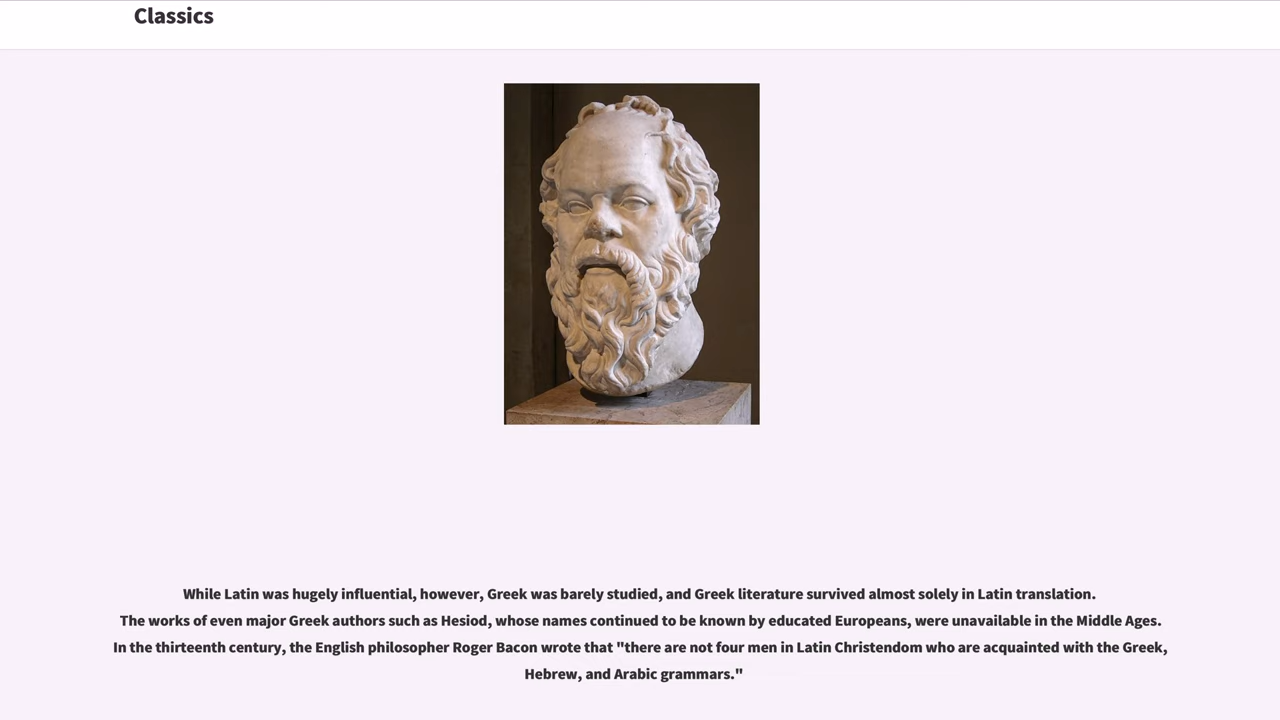 Classics
While Latin was hugely influential, however, Greek was barely studied, and Greek literature survived almost solely in Latin translation.
The works of even major Greek authors such as Hesiod, whose names continued to be known by educated Europeans, were unavailable in the Middle Ages.
In the thirteenth century, the English philosopher Roger Bacon wrote that "there are not four men in Latin Christendom who are acquainted with the Greek,
Hebrew, and Arabic grammars."